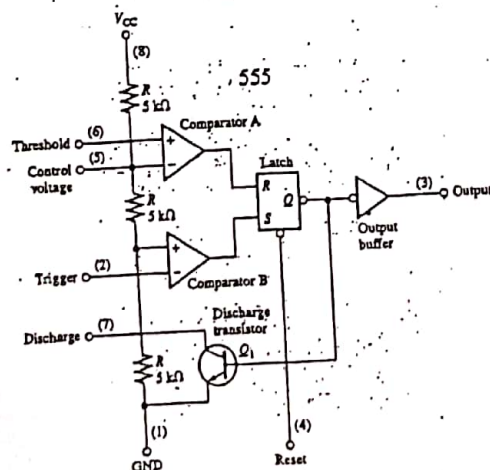 V_CC
(8)
555
R
5 kΩ
Comparator A
Threshold
(6)
+
Control
voltage
(5)
−
Latch
R
Q
S
(3)
Output
Output
buffer
R
5 kΩ
+
Trigger
(2)
−
Comparator B
Discharge
transistor
Discharge
(7)
Q1
R
5 kΩ
(1)
(4)
GND
Reset